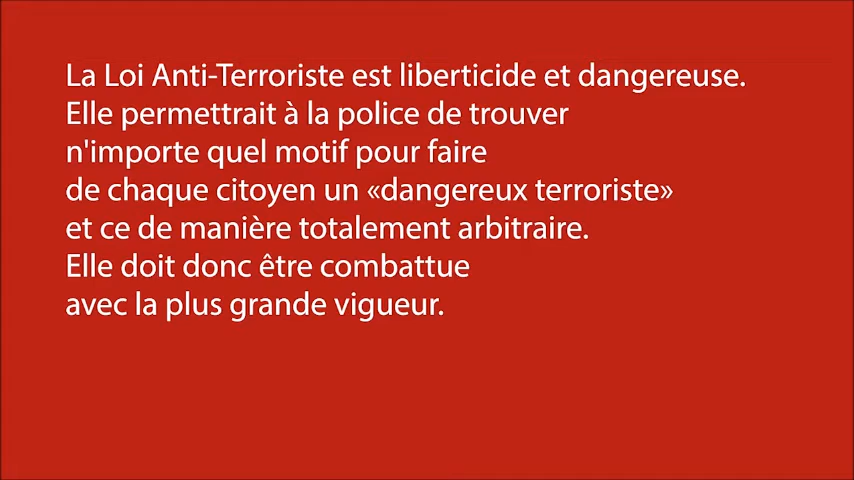 La Loi Anti-Terroriste est liberticide et dangereuse.
Elle permettrait à la police de trouver
n'importe quel motif pour faire
de chaque citoyen un «dangereux terroriste»
et ce de manière totalement arbitraire.
Elle doit donc être combattue
avec la plus grande vigueur.